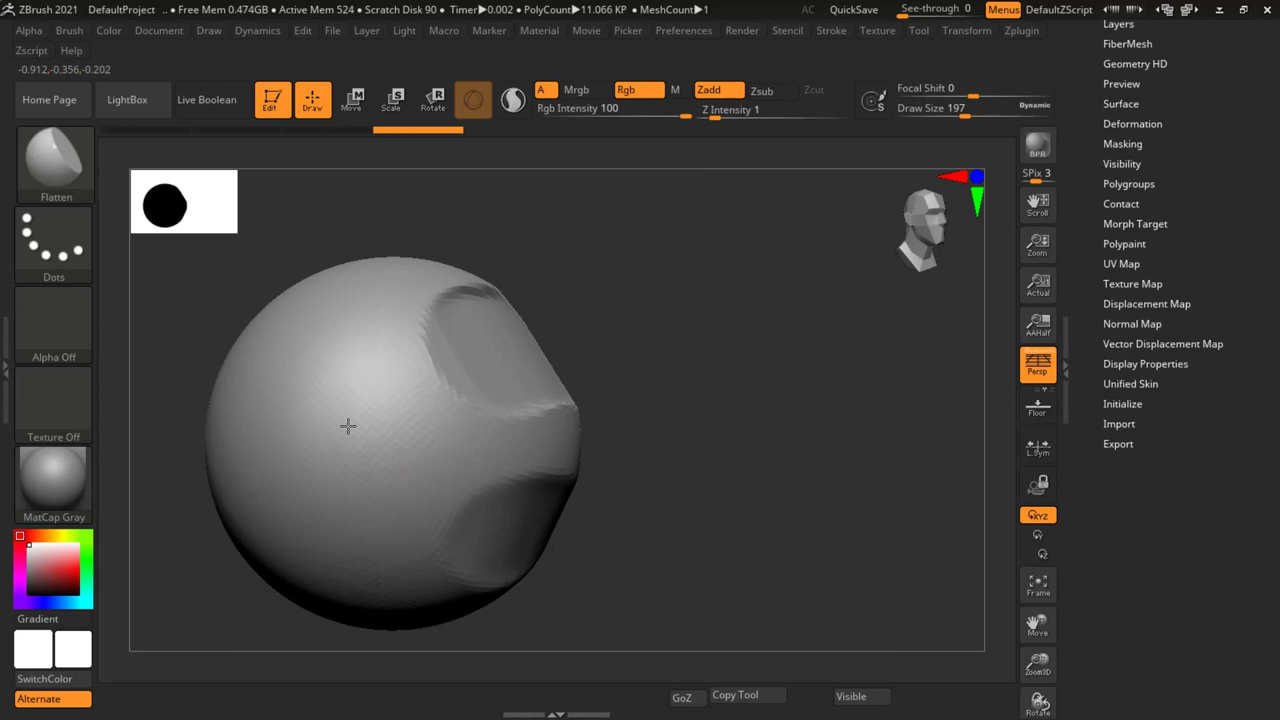 ZBrush 2021 DefaultProject • Free Mem 0.474GB • Active Mem 524 • Scratch Disk 90 • Timer▶0.002 • PolyCount▶11.066 KP • MeshCount▶1 AC QuickSave See-through 0 Menus DefaultZScript
Alpha Brush Color Document Draw Dynamics Edit File Layer Light Macro Marker Material Movie Picker Preferences Render Stencil Stroke Texture Tool Transform Zplugin
Zscript Help
-0.912,-0.356,-0.202
Home Page LightBox Live Boolean Edit Draw Move Scale Rotate
A Mrgb Rgb M Zadd Zsub Zcut
Rgb Intensity 100 Z Intensity 1
Focal Shift 0
Draw Size 197 Dynamic
Flatten
Dots
Alpha Off
Texture Off
MatCap Gray
Gradient
SwitchColor
Alternate
BPR
SPix 3
Scroll
Zoom
Actual
AAHalf
Persp
Floor
L.Sym
XYZ
Y
Z
Frame
Move
Zoom3D
Rotate
Layers
FiberMesh
Geometry HD
Preview
Surface
Deformation
Masking
Visibility
Polygroups
Contact
Morph Target
Polypaint
UV Map
Texture Map
Displacement Map
Normal Map
Vector Displacement Map
Display Properties
Unified Skin
Initialize
Import
Export
GoZ Copy Tool Visible